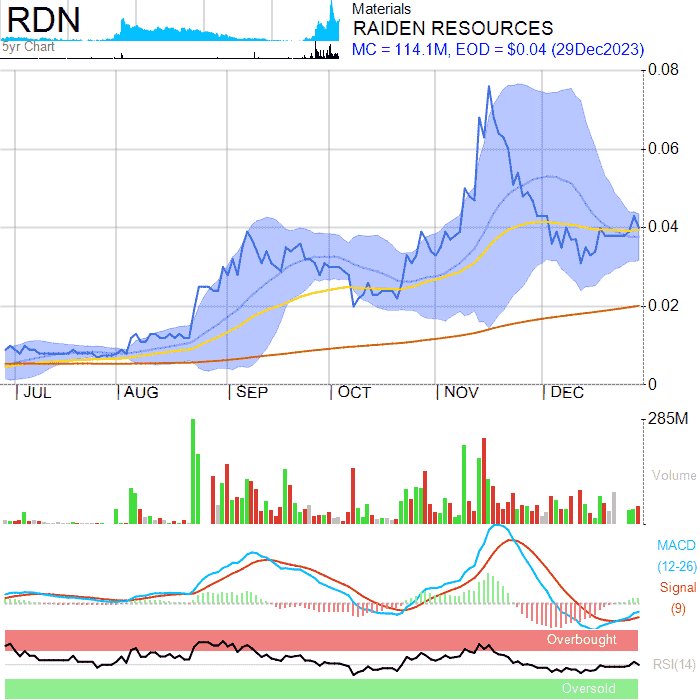 RDN
5yr Chart
Materials
RAIDEN RESOURCES
MC = 114.1M, EOD = $0.04 (29Dec2023)
0.08
0.06
0.04
0.02
0
JUL AUG SEP OCT NOV DEC
285M
Volume
MACD
(12-26)
Signal
(9)
Overbought
RSI(14)
Oversold